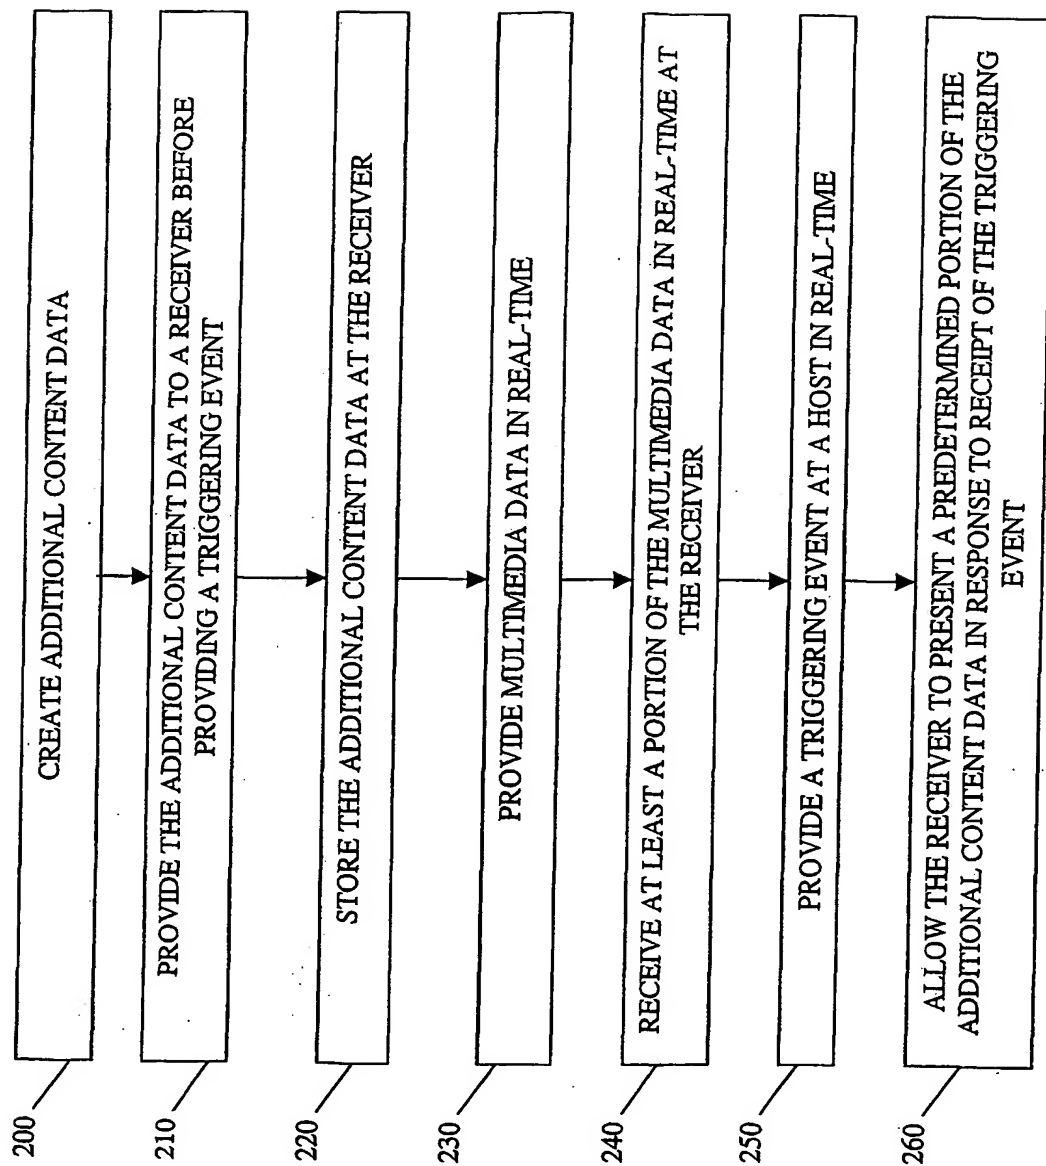 200
CREATE ADDITIONAL CONTENT DATA
210
PROVIDE THE ADDITIONAL CONTENT DATA TO A RECEIVER BEFORE
PROVIDING A TRIGGERING EVENT
220
STORE THE ADDITIONAL CONTENT DATA AT THE RECEIVER
230
PROVIDE MULTIMEDIA DATA IN REAL-TIME
240
RECEIVE AT LEAST A PORTION OF THE MULTIMEDIA DATA IN REAL-TIME AT
THE RECEIVER
250
PROVIDE A TRIGGERING EVENT AT A HOST IN REAL-TIME
260
ALLOW THE RECEIVER TO PRESENT A PREDETERMINED PORTION OF THE
ADDITIONAL CONTENT DATA IN RESPONSE TO RECEIPT OF THE TRIGGERING
EVENT